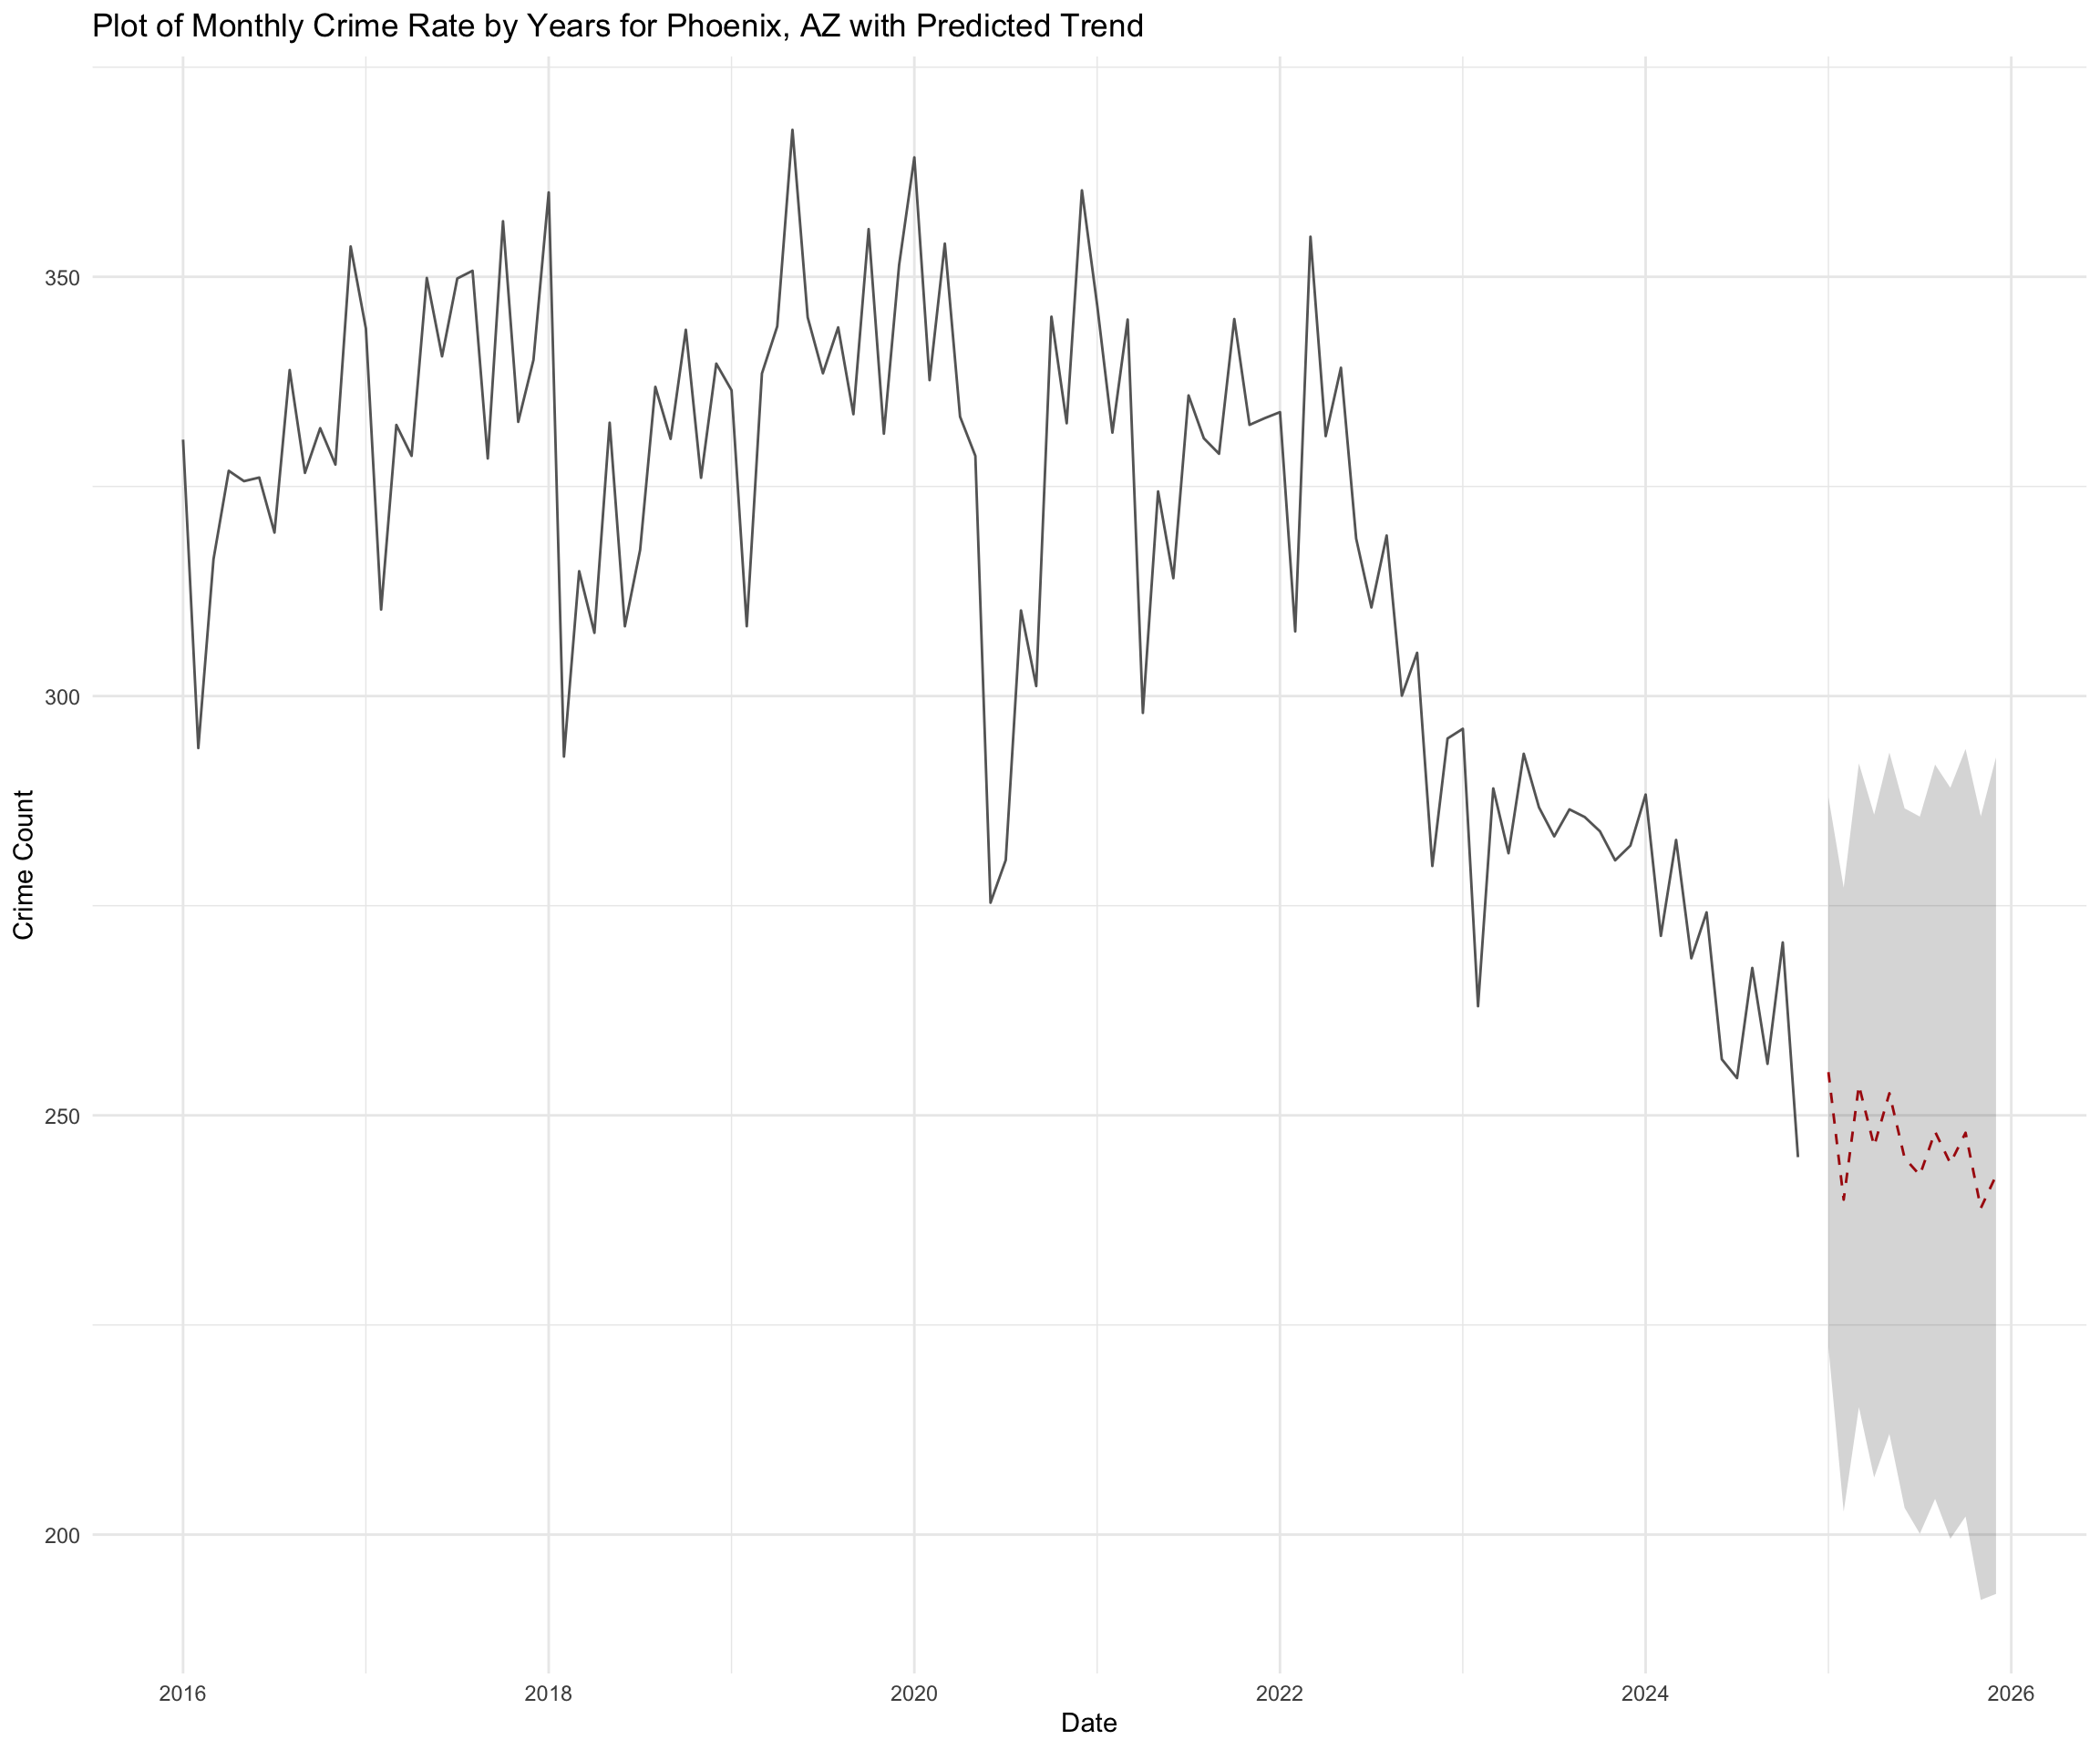 Plot of Monthly Crime Rate by Years for Phoenix, AZ with Predicted Trend
Crime Count
350
300
250
200
2016 2018 2020 2022 2024 2026
Date